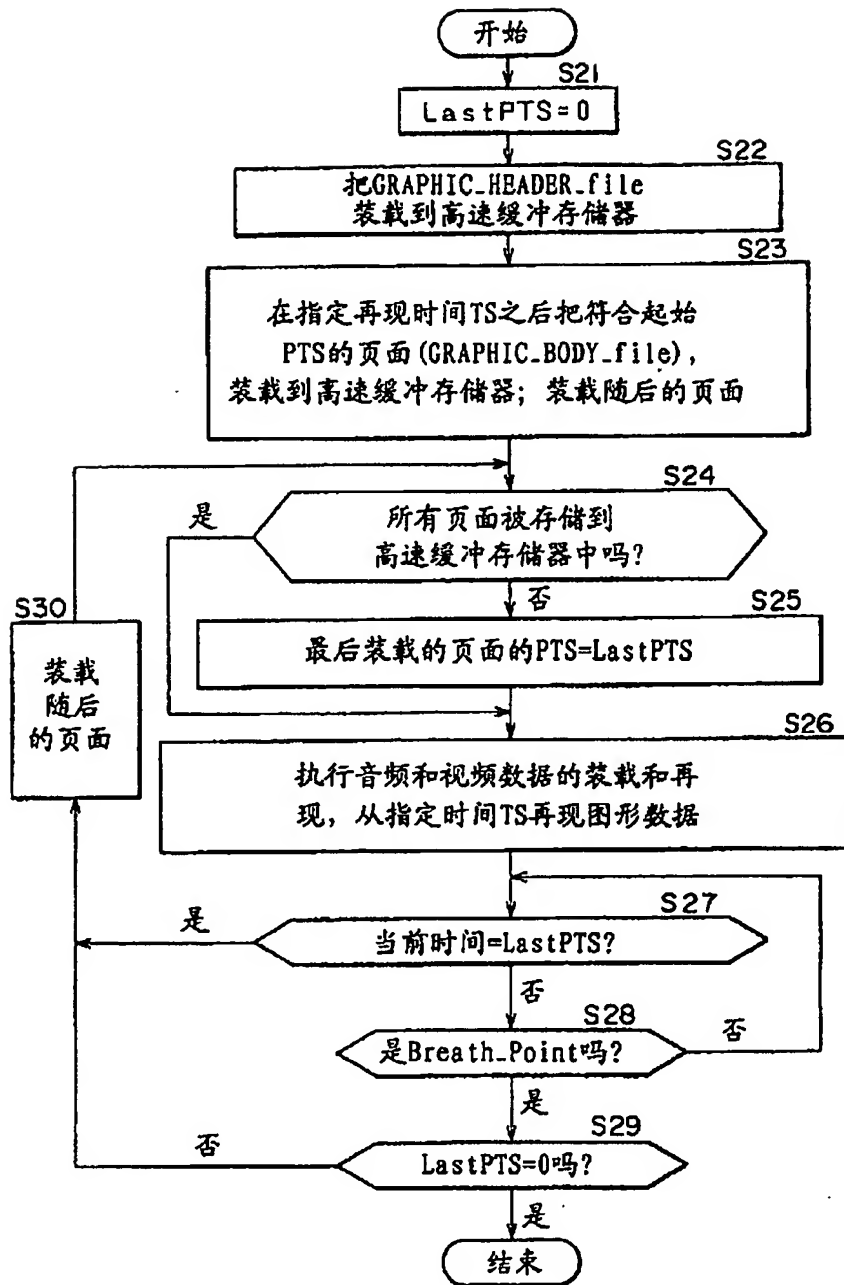 开始
S21
LastPTS=0
S22
把GRAPHIC_HEADER_file
装载到高速缓冲存储器
S23
在指定再现时间TS之后把符合起始
PTS的页面(GRAPHIC_BODY_file),
装载到高速缓冲存储器；装载随后的页面
S24
是
所有页面被存储到
高速缓冲存储器中吗?
否
S25
最后装载的页面的PTS=LastPTS
S30
装载
随后
的页面
S26
执行音频和视频数据的装载和再
现，从指定时间TS再现图形数据
S27
是
当前时间=LastPTS?
否
S28
是Breath_Point吗?
否
是
S29
否
LastPTS=0吗?
是
结束